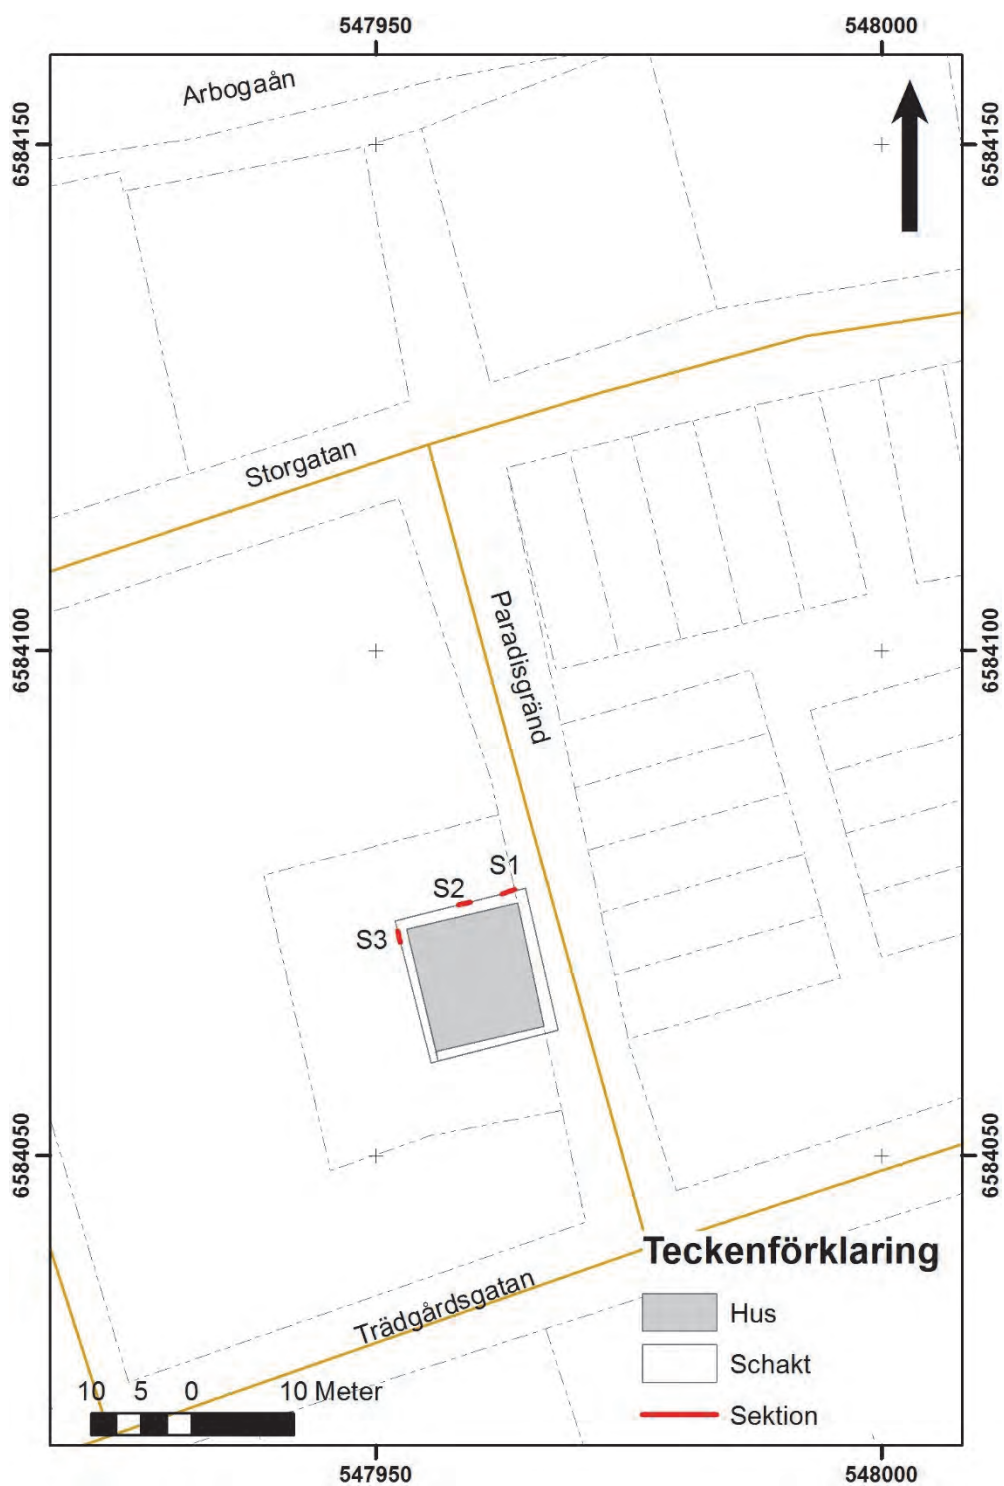 547950
548000
Arbogaån
6584150
6584150
Storgatan
Paradisgränd
6584100
6584100
S1
S2
S3
6584050
6584050
Teckenförklaring
Hus
Trädgårdsgatan
Schakt
10 5 0 10 Meter
Sektion
547950
548000